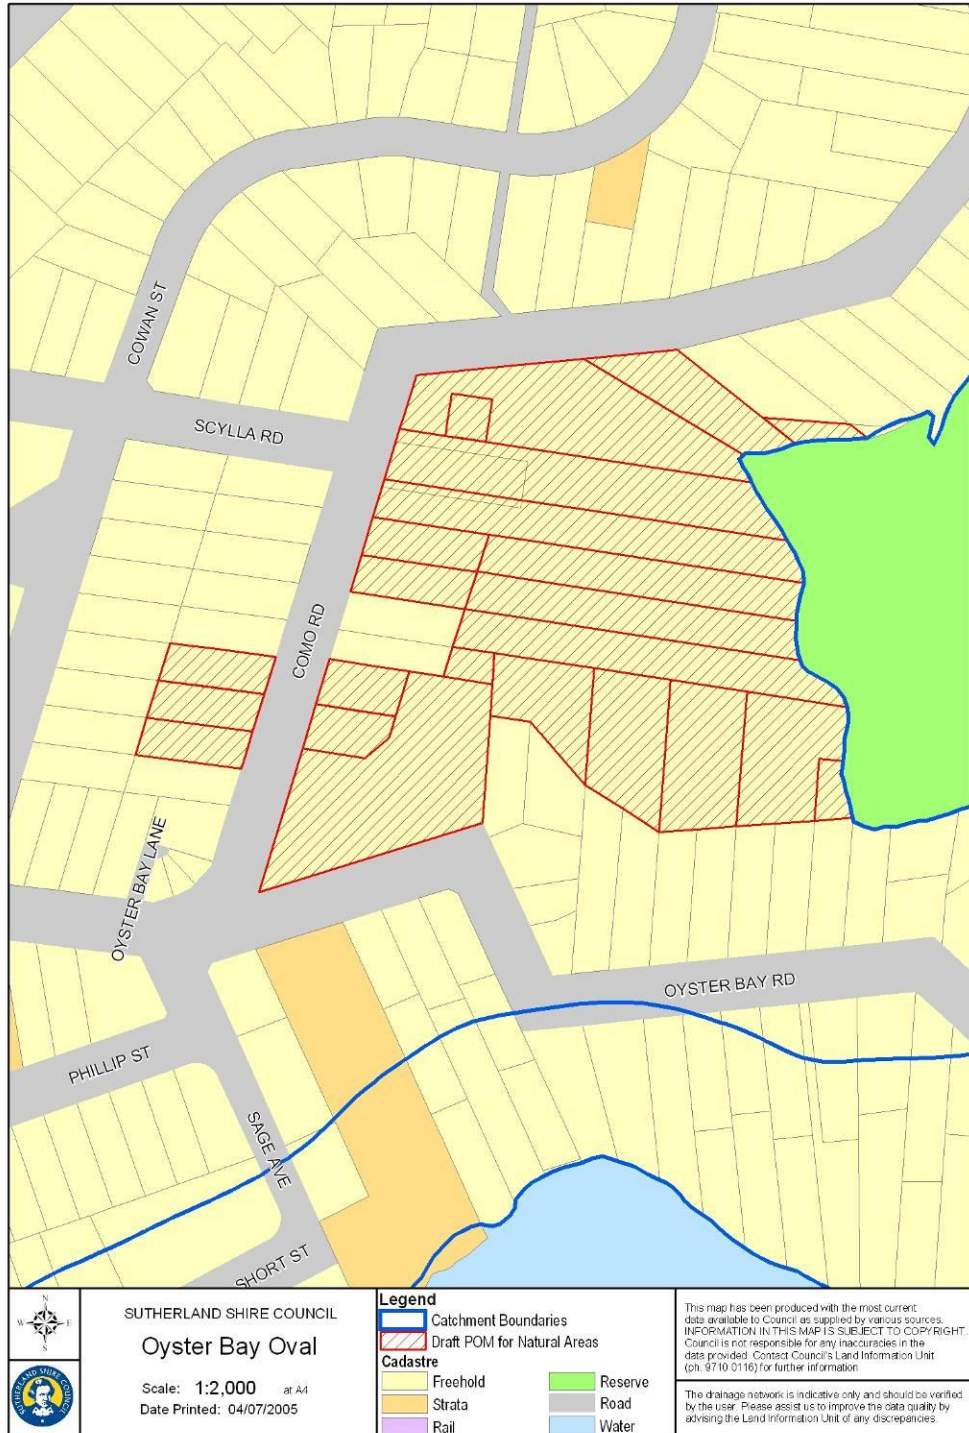 COWAN ST
SCYLLA RD
COMO RD
OYSTER BAY LANE
OYSTER BAY RD
PHILLIP ST
SAGE AVE
SHORT ST
N
W E
S
SUTHERLAND SHIRE COUNCIL
SUTHERLAND SHIRE COUNCIL
Oyster Bay Oval
Scale: 1:2,000 at A4
Date Printed: 04/07/2005
Legend
Catchment Boundaries
Draft POM for Natural Areas
Cadastre
Freehold
Strata
Rail
Reserve
Road
Water
This map has been produced with the most current
data available to Council as supplied by various sources.
INFORMATION IN THIS MAP IS SUBJECT TO COPYRIGHT.
Council is not responsible for any inaccuracies in the
data provided. Contact Council's Land Information Unit
(ph. 9710 0116) for further information
The drainage network is indicative only and should be verified
by the user. Please assist us to improve the data quality by
advising the Land Information Unit of any discrepancies.